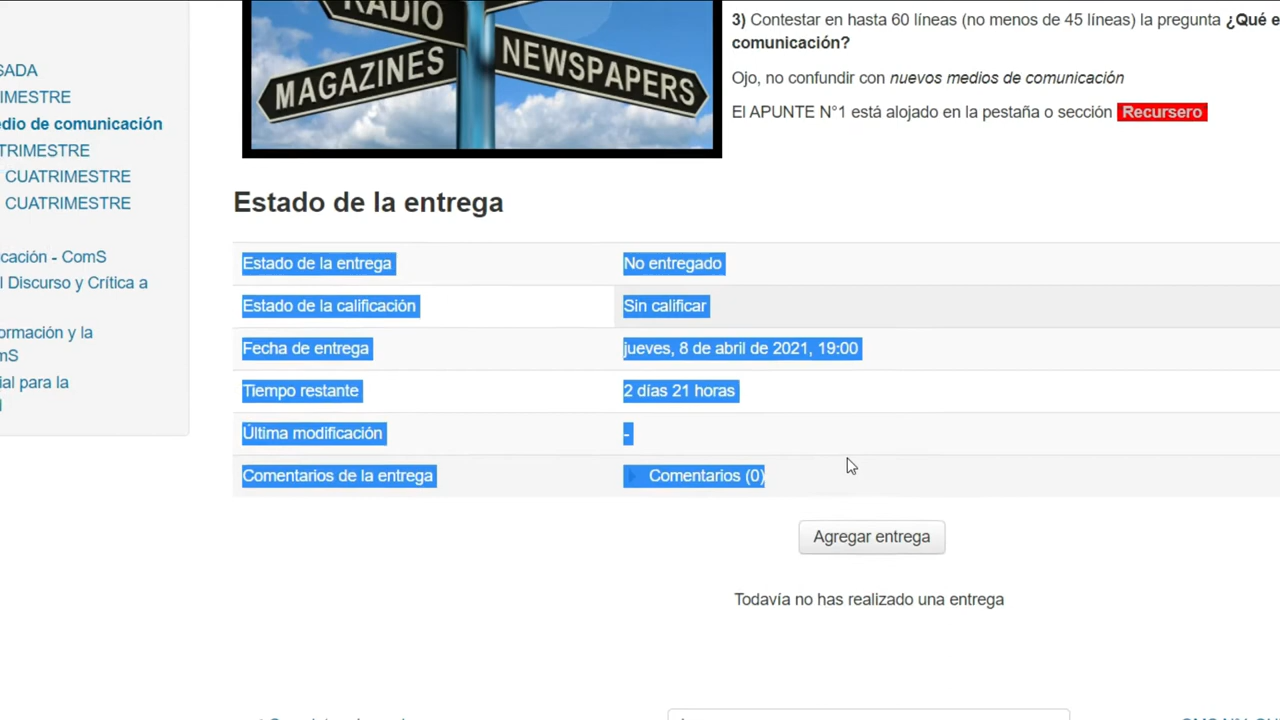 RADIO
MAGAZINES
NEWSPAPERS
3) Contestar en hasta 60 líneas (no menos de 45 líneas) la pregunta ¿Qué e
comunicación?
Ojo, no confundir con nuevos medios de comunicación
El APUNTE N°1 está alojado en la pestaña o sección Recursero
SADA
IMESTRE
edio de comunicación
TRIMESTRE
CUATRIMESTRE
CUATRIMESTRE
cación - ComS
l Discurso y Crítica a
ormación y la
mS
ial para la
Estado de la entrega
Estado de la entrega No entregado
Estado de la calificación Sin calificar
Fecha de entrega jueves, 8 de abril de 2021, 19:00
Tiempo restante 2 días 21 horas
Última modificación -
Comentarios de la entrega Comentarios (0)
Agregar entrega
Todavía no has realizado una entrega